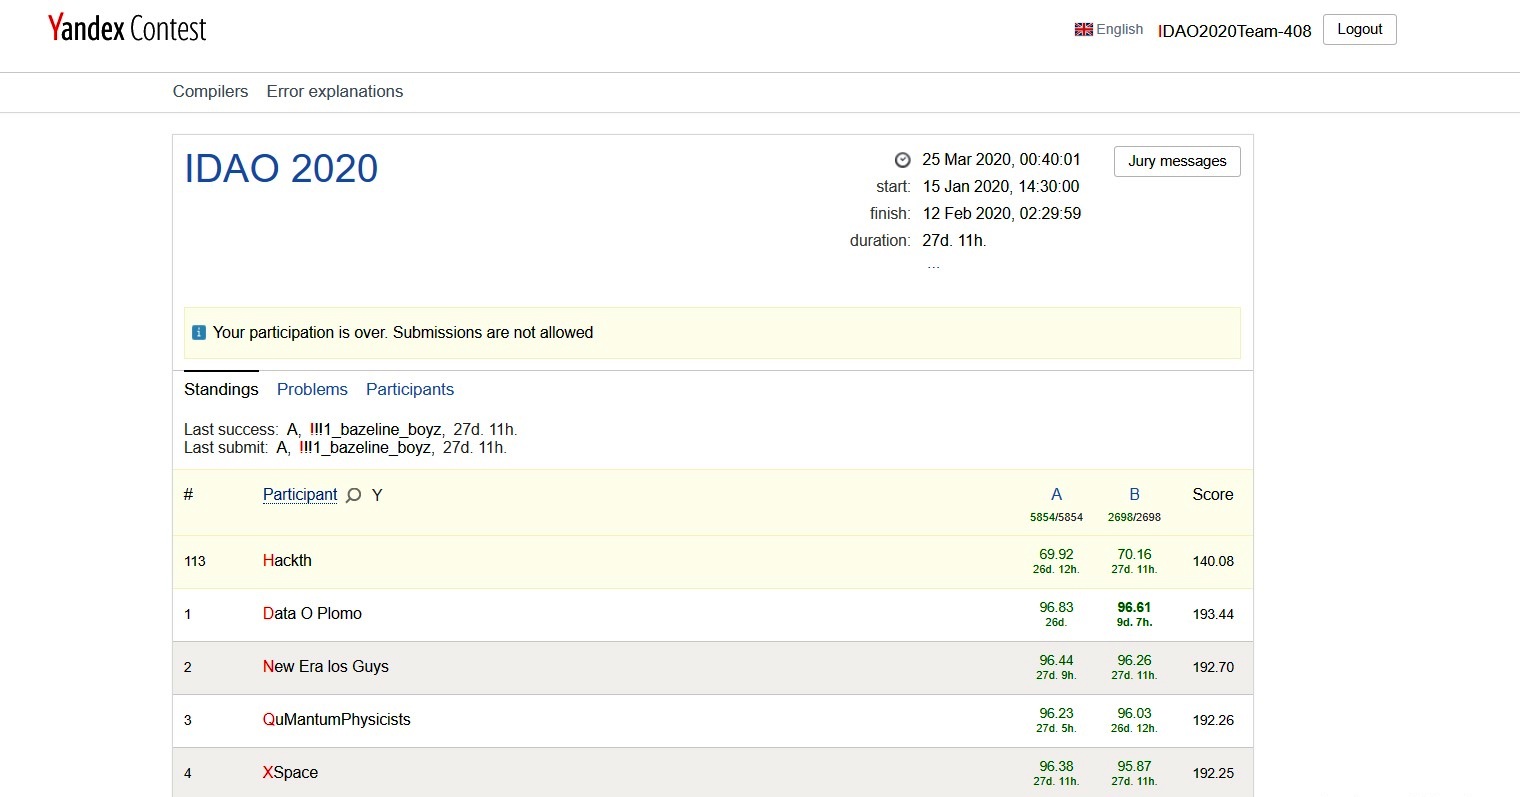 Yandex Contest
English IDAO2020Team-408 Logout
Compilers Error explanations
IDAO 2020
25 Mar 2020, 00:40:01 Jury messages
start: 15 Jan 2020, 14:30:00
finish: 12 Feb 2020, 02:29:59
duration: 27d. 11h.
...
Your participation is over. Submissions are not allowed
Standings Problems Participants
Last success: A, !!!1_bazeline_boyz, 27d. 11h.
Last submit: A, !!!1_bazeline_boyz, 27d. 11h.
# Participant Y A B Score
5854/5854 2698/2698
113 Hackth 69.92 70.16 140.08
26d. 12h. 27d. 11h.
1 Data O Plomo 96.83 96.61 193.44
26d. 9d. 7h.
2 New Era los Guys 96.44 96.26 192.70
27d. 9h. 27d. 11h.
3 QuMantumPhysicists 96.23 96.03 192.26
27d. 5h. 26d. 12h.
4 XSpace 96.38 95.87 192.25
27d. 11h. 27d. 11h.